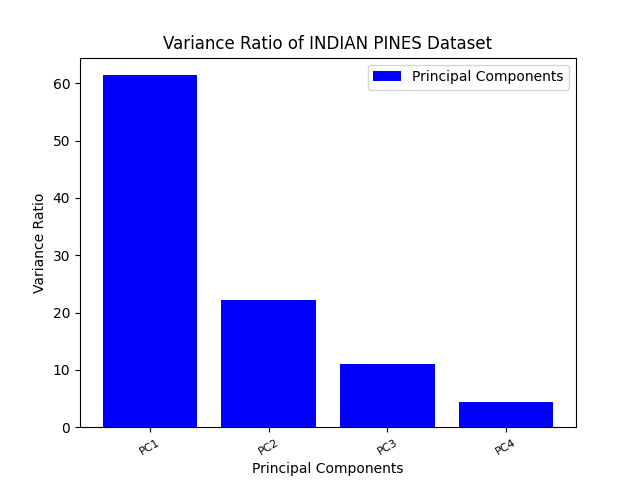 Variance Ratio of INDIAN PINES Dataset
Principal Components
60
50
40
30
20
10
0
Variance Ratio
PC1 PC2 PC3 PC4
Principal Components